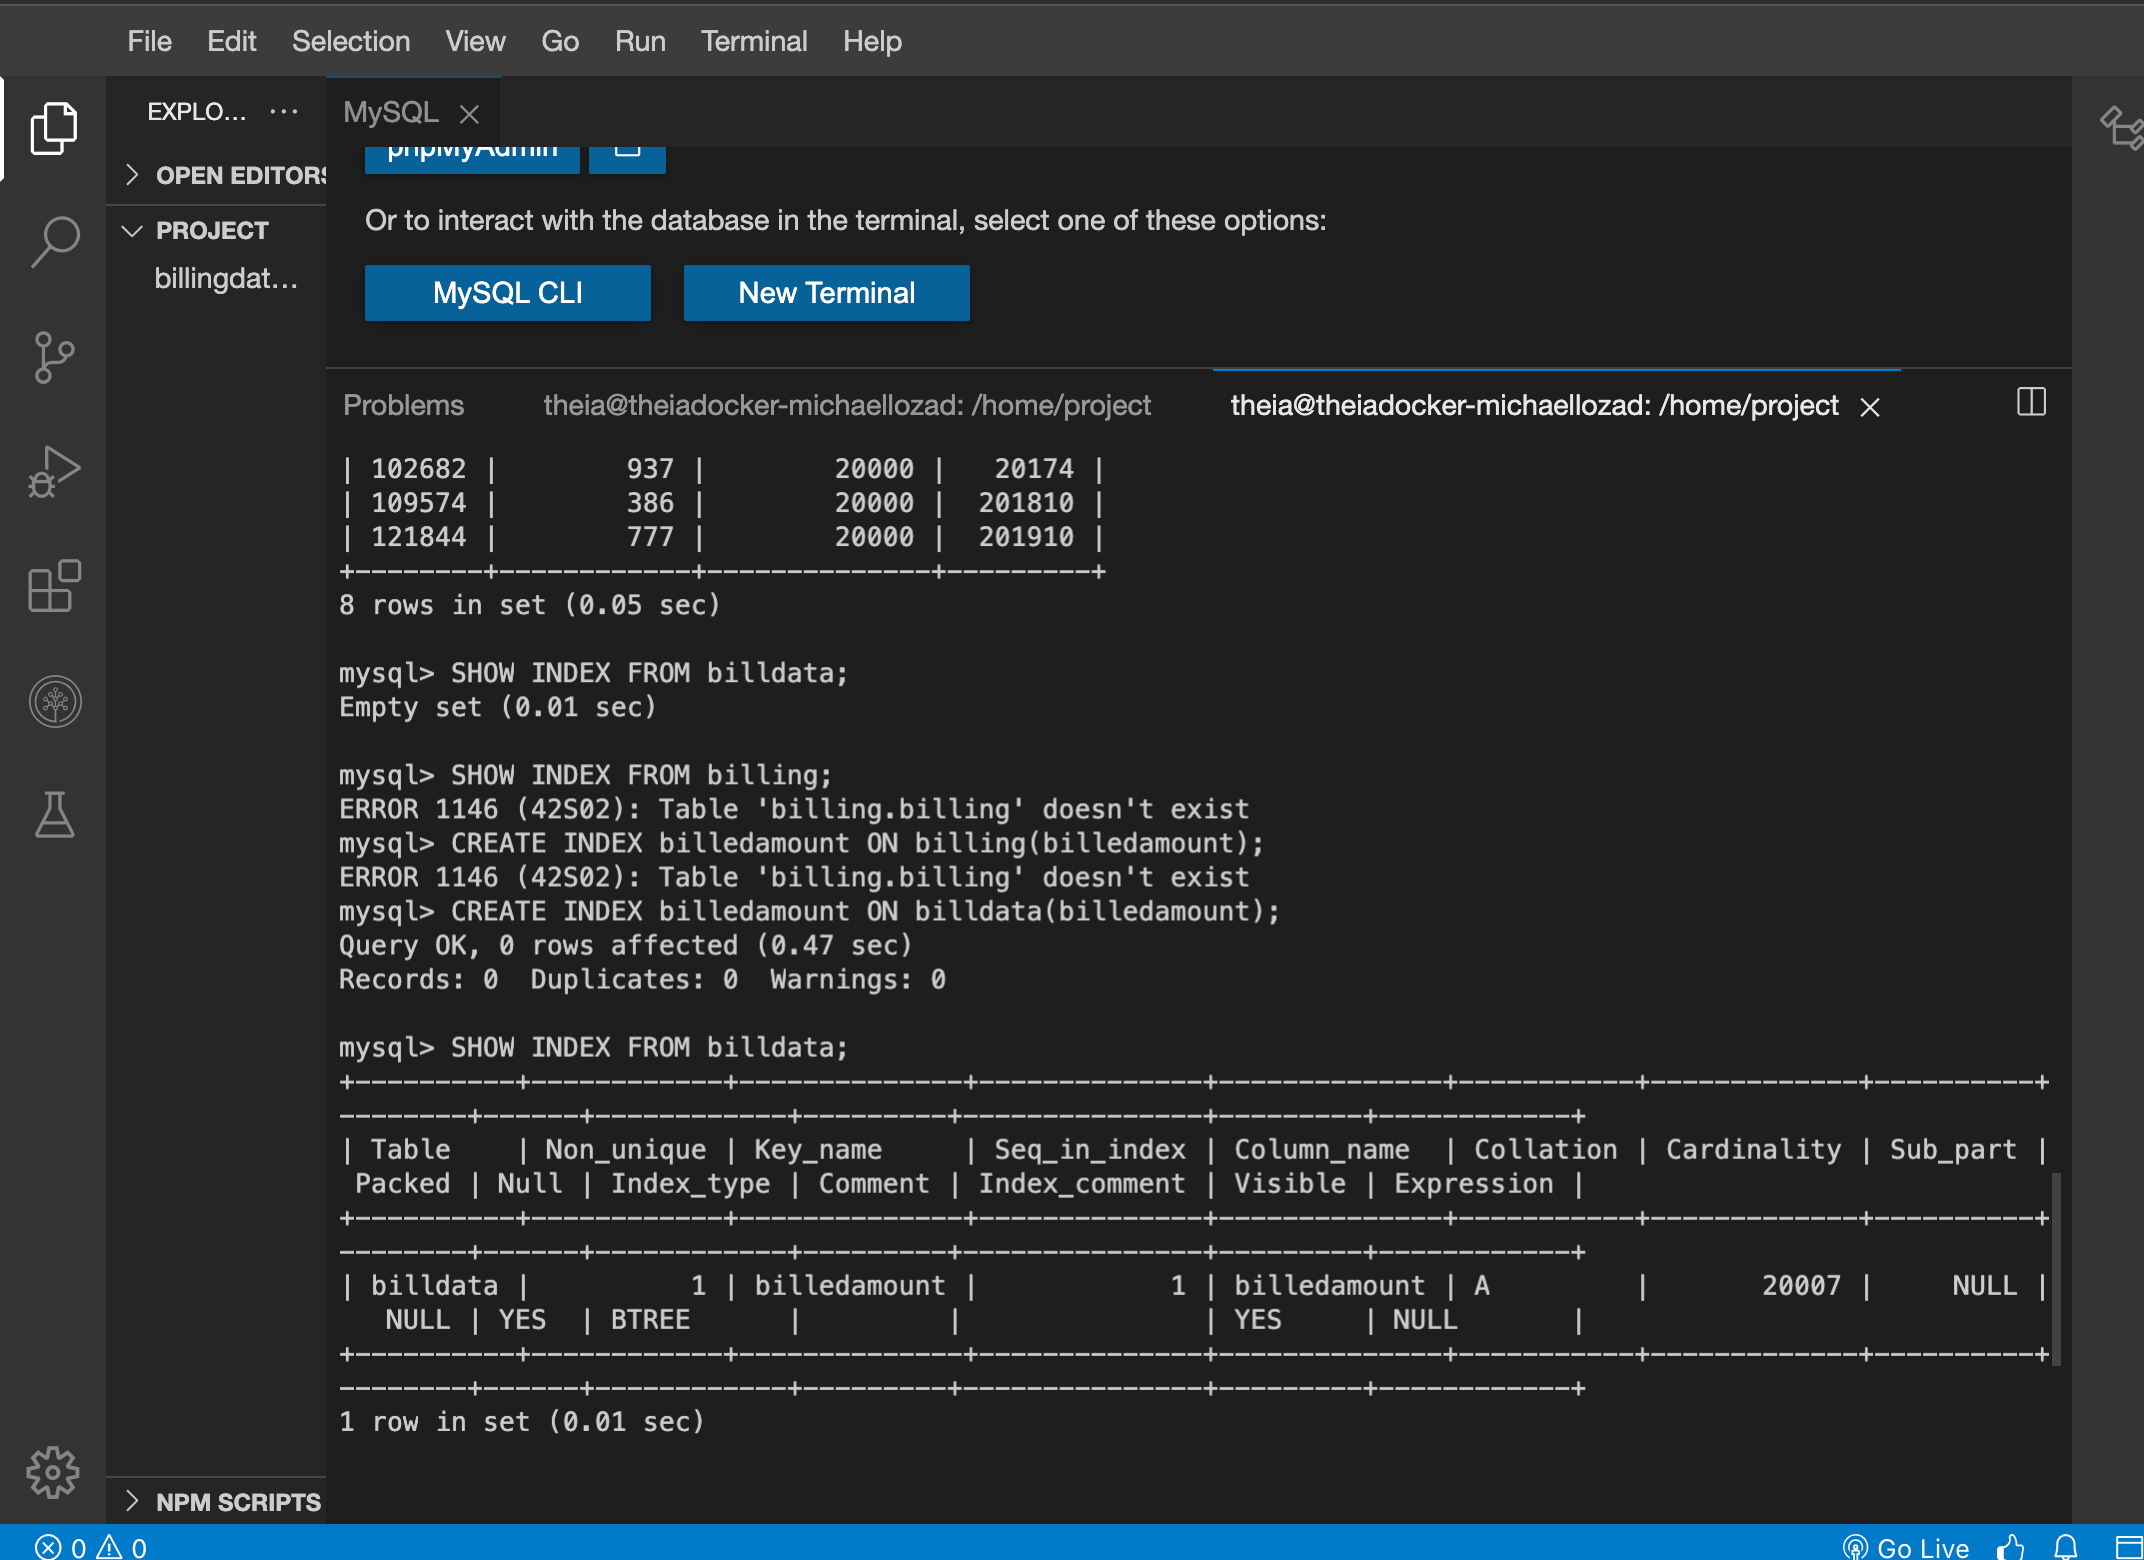 File Edit Selection View Go Run Terminal Help
EXPLO... ···
MySQL
OPEN EDITORS
PROJECT
billingdat...
phpMyAdmin
Or to interact with the database in the terminal, select one of these options:
MySQL CLI
New Terminal
Problems
theia@theiadocker-michaellozad: /home/project
theia@theiadocker-michaellozad: /home/project
| 102682 |        937 |        20000 |   20174 |
| 109574 |        386 |        20000 |  201810 |
| 121844 |        777 |        20000 |  201910 |
+--------+------------+--------------+---------+
8 rows in set (0.05 sec)
mysql> SHOW INDEX FROM billdata;
Empty set (0.01 sec)
mysql> SHOW INDEX FROM billing;
ERROR 1146 (42S02): Table 'billing.billing' doesn't exist
mysql> CREATE INDEX billedamount ON billing(billedamount);
ERROR 1146 (42S02): Table 'billing.billing' doesn't exist
mysql> CREATE INDEX billedamount ON billdata(billedamount);
Query OK, 0 rows affected (0.47 sec)
Records: 0  Duplicates: 0  Warnings: 0
mysql> SHOW INDEX FROM billdata;
+----------+------------+--------------+--------------+--------------+-----------+-------------+----------+
--------+------+------------+---------+---------------+---------+------------+
| Table    | Non_unique | Key_name     | Seq_in_index | Column_name  | Collation | Cardinality | Sub_part |
 Packed | Null | Index_type | Comment | Index_comment | Visible | Expression |
+----------+------------+--------------+--------------+--------------+-----------+-------------+----------+
--------+------+------------+---------+---------------+---------+------------+
| billdata |          1 | billedamount |            1 | billedamount | A         |       20007 |     NULL |
   NULL | YES  | BTREE      |         |               | YES     | NULL       |
+----------+------------+--------------+--------------+--------------+-----------+-------------+----------+
--------+------+------------+---------+---------------+---------+------------+
1 row in set (0.01 sec)
NPM SCRIPTS
0 0
Go Live